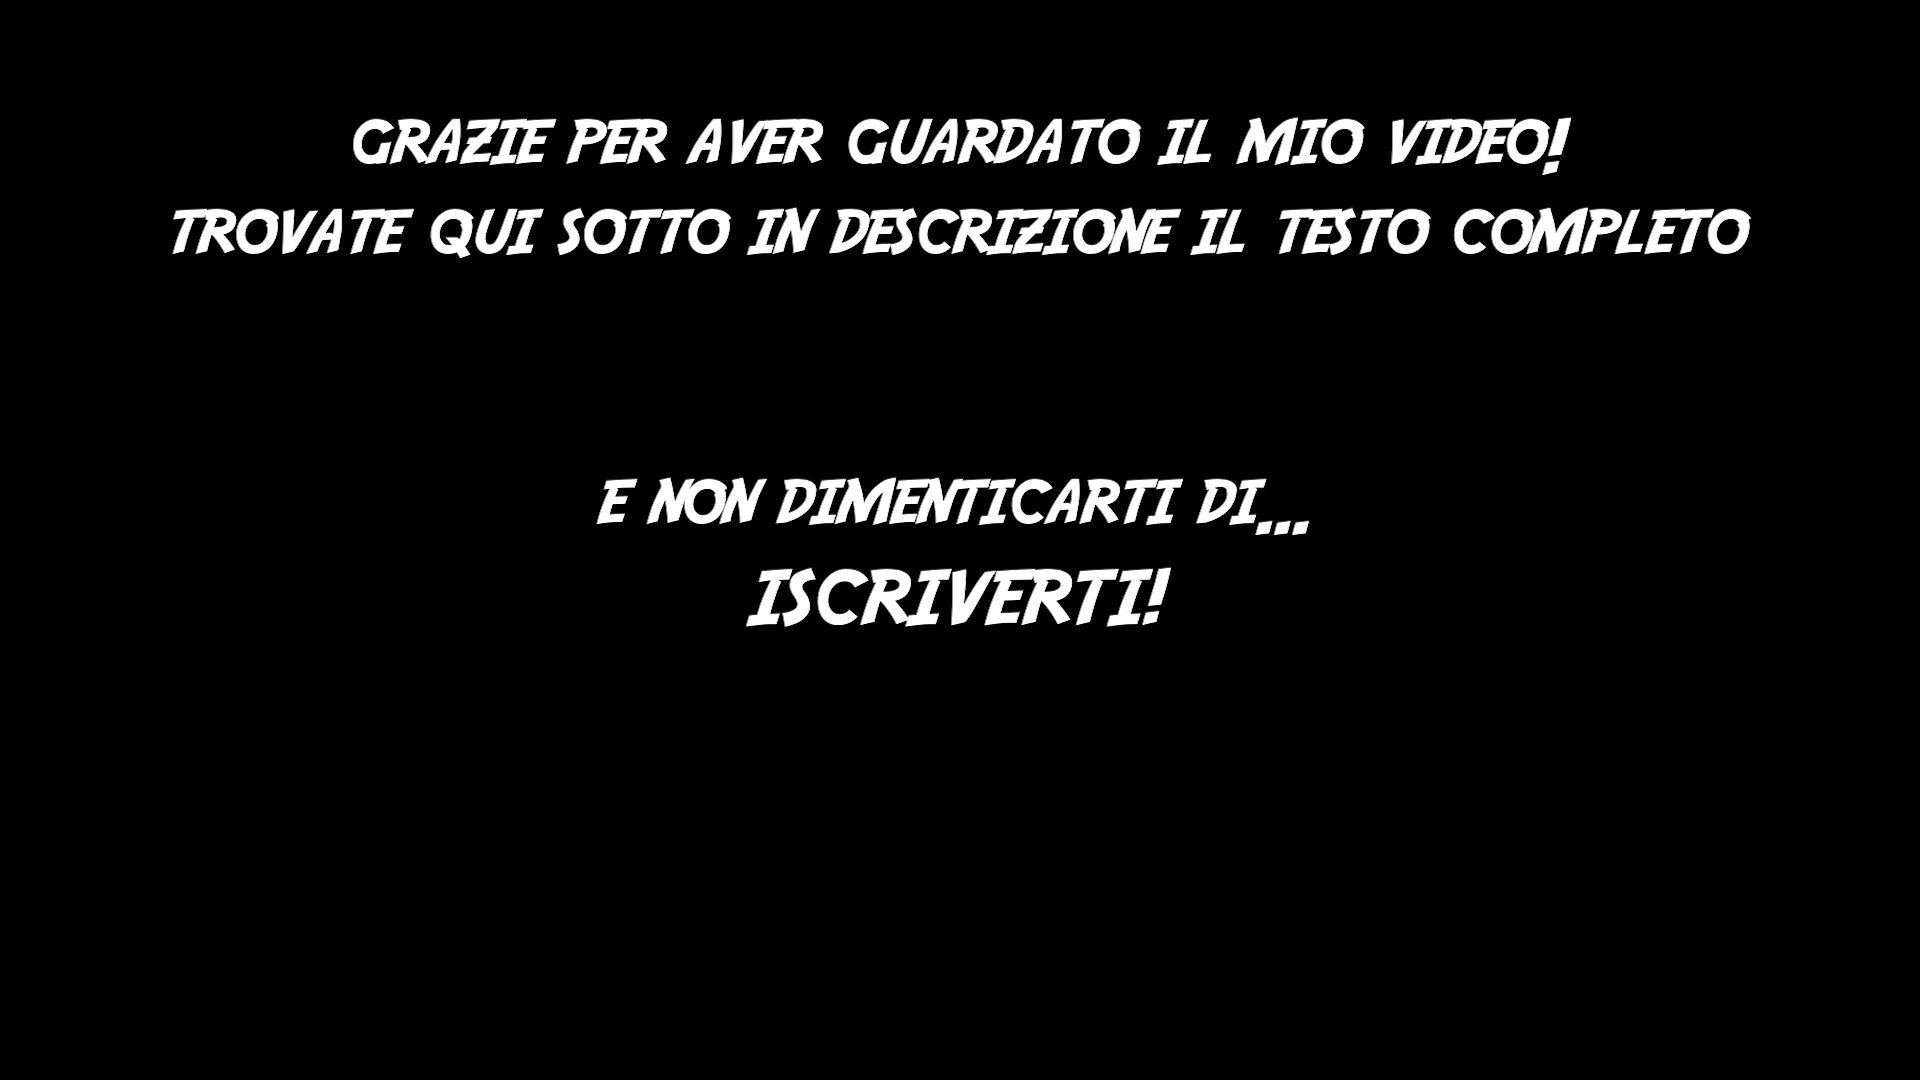 GRAZIE PER AVER GUARDATO IL MIO VIDEO!
TROVATE QUI SOTTO IN DESCRIZIONE IL TESTO COMPLETO
E NON DIMENTICARTI DI...
ISCRIVERTI!